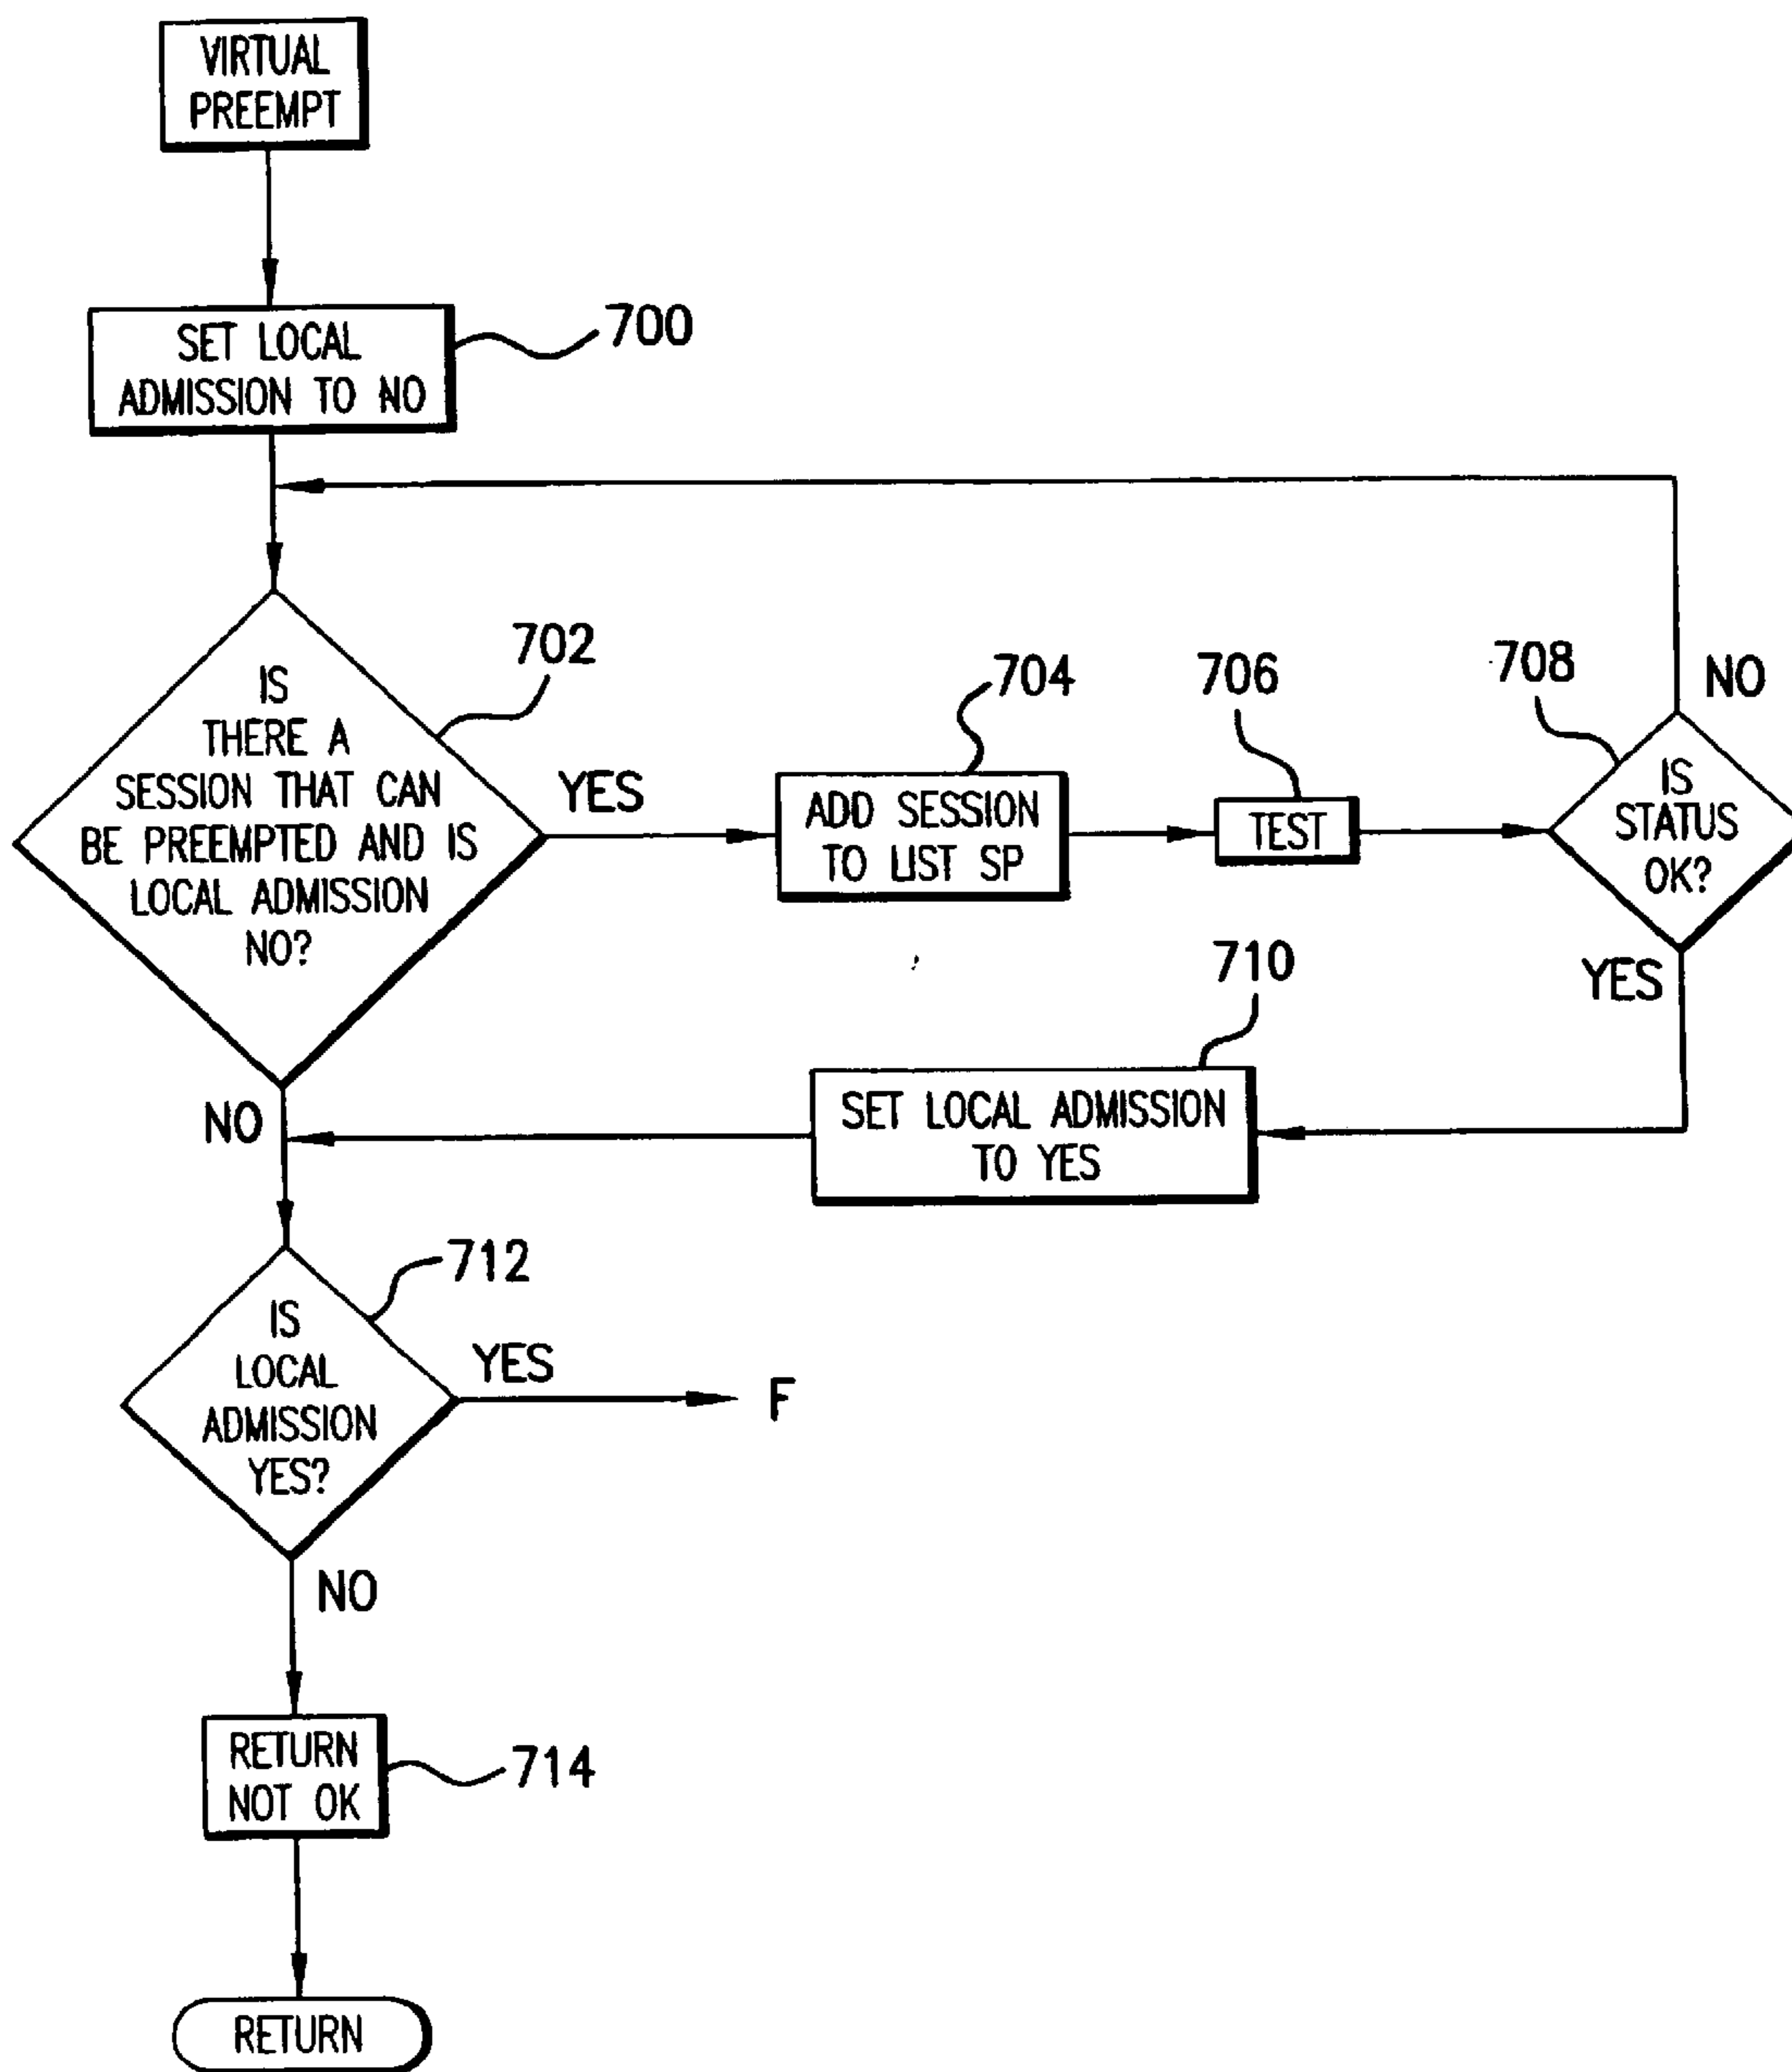 VIRTUAL
PREEMPT
SET LOCAL
ADMISSION TO NO
700
IS
THERE A
SESSION THAT CAN
BE PREEMPTED AND IS
LOCAL ADMISSION
NO?
702
YES
NO
704
ADD SESSION
TO LIST SP
706
TEST
708
IS
STATUS
OK?
NO
YES
710
SET LOCAL ADMISSION
TO YES
712
IS
LOCAL
ADMISSION
YES?
YES
F
NO
RETURN
NOT OK
714
RETURN